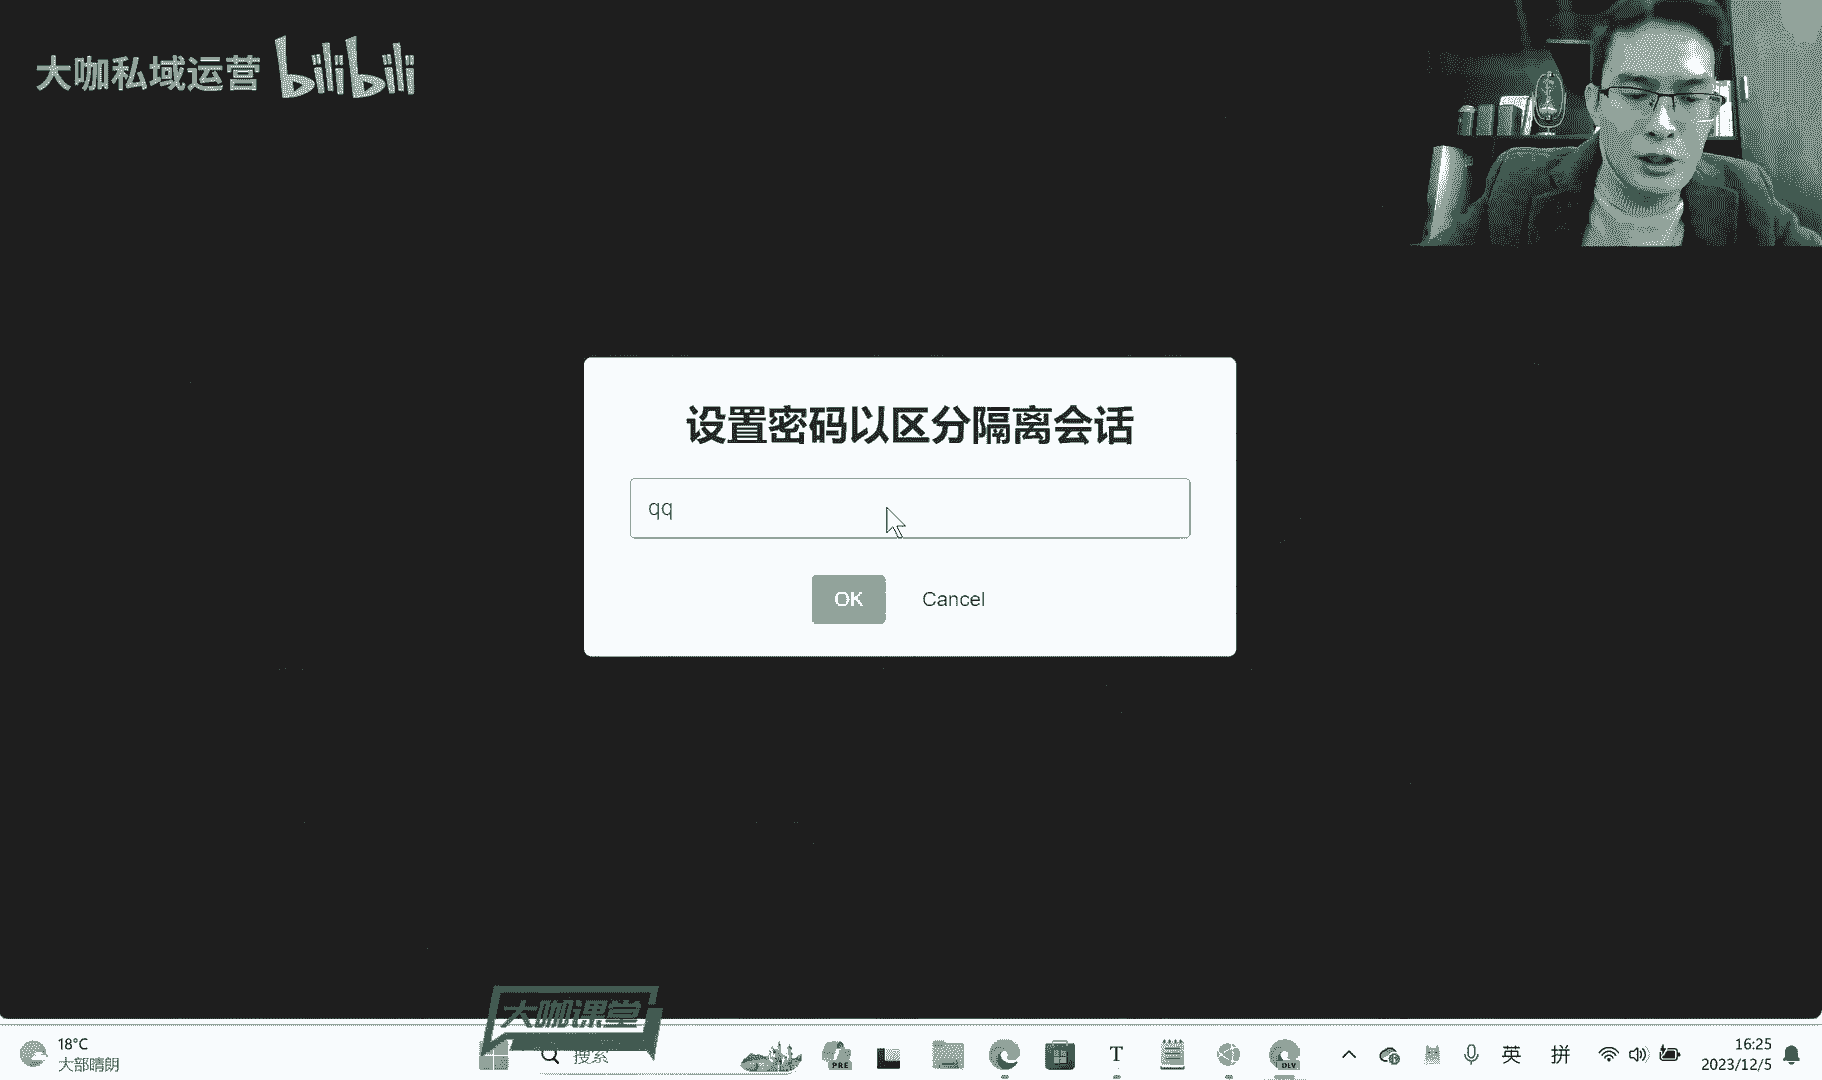 大咖私域运营 bilibili
设置密码以区分隔离会话
qq
OK Cancel
大咖课堂
18°C
大部晴朗
搜索
PRE
T
DEV
英 拼
16:25
2023/12/5